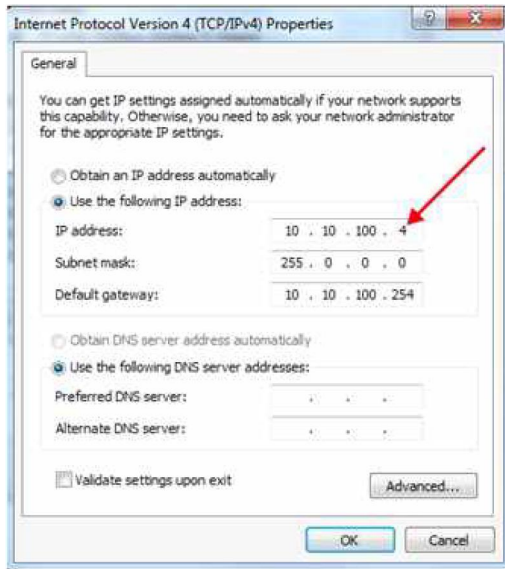 Internet Protocol Version 4 (TCP/IPv4) Properties
? X
General
You can get IP settings assigned automatically if your network supports
this capability. Otherwise, you need to ask your network administrator
for the appropriate IP settings.
Obtain an IP address automatically
Use the following IP address:
IP address: 10 . 10 . 100 . 4
Subnet mask: 255 . 0 . 0 . 0
Default gateway: 10 . 10 . 100 . 254
Obtain DNS server address automatically
Use the following DNS server addresses:
Preferred DNS server: . . .
Alternate DNS server: . . .
Validate settings upon exit
Advanced...
OK Cancel